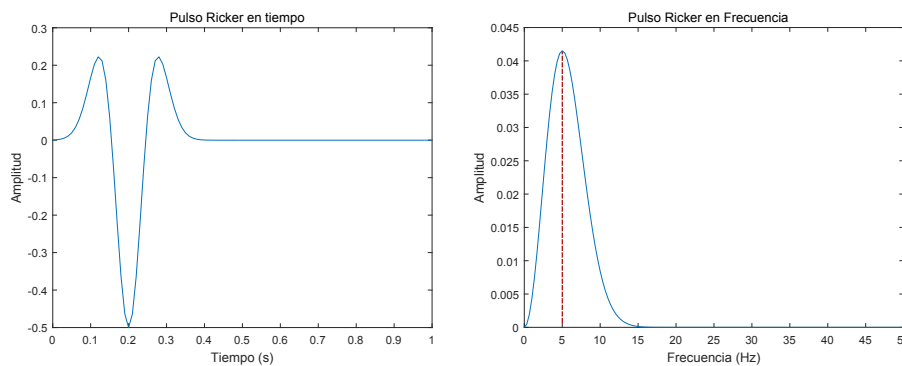 Pulso Ricker en tiempo
0.3
0.2
0.1
0
-0.1
-0.2
-0.3
-0.4
-0.5
Amplitud
0 0.1 0.2 0.3 0.4 0.5 0.6 0.7 0.8 0.9 1
Tiempo (s)
Pulso Ricker en Frecuencia
0.045
0.04
0.035
0.03
0.025
0.02
0.015
0.01
0.005
0
Amplitud
0 5 10 15 20 25 30 35 40 45 50
Frecuencia (Hz)